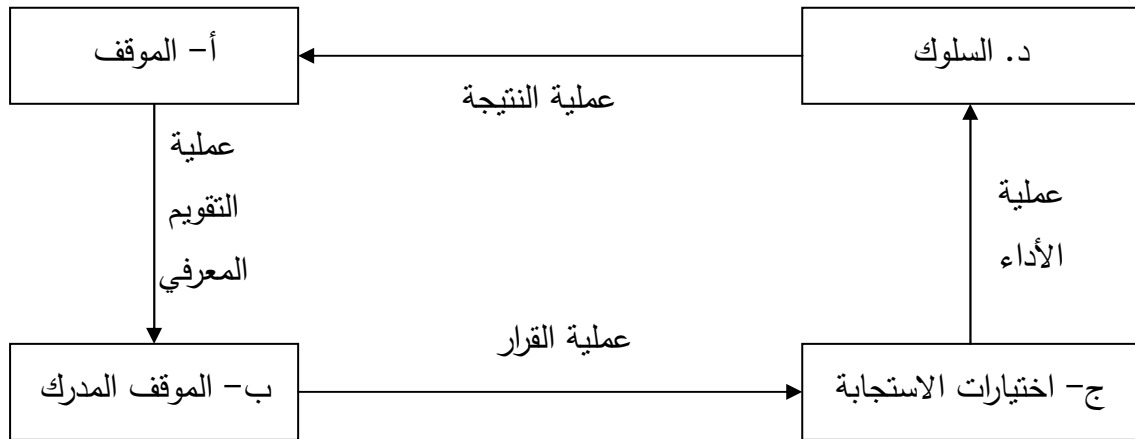 د. السلوك
أ– الموقف
عملية النتيجة
عملية
التقويم
المعرفي
عملية
الأداء
عملية القرار
ج– اختيارات الاستجابة
ب– الموقف المدرك